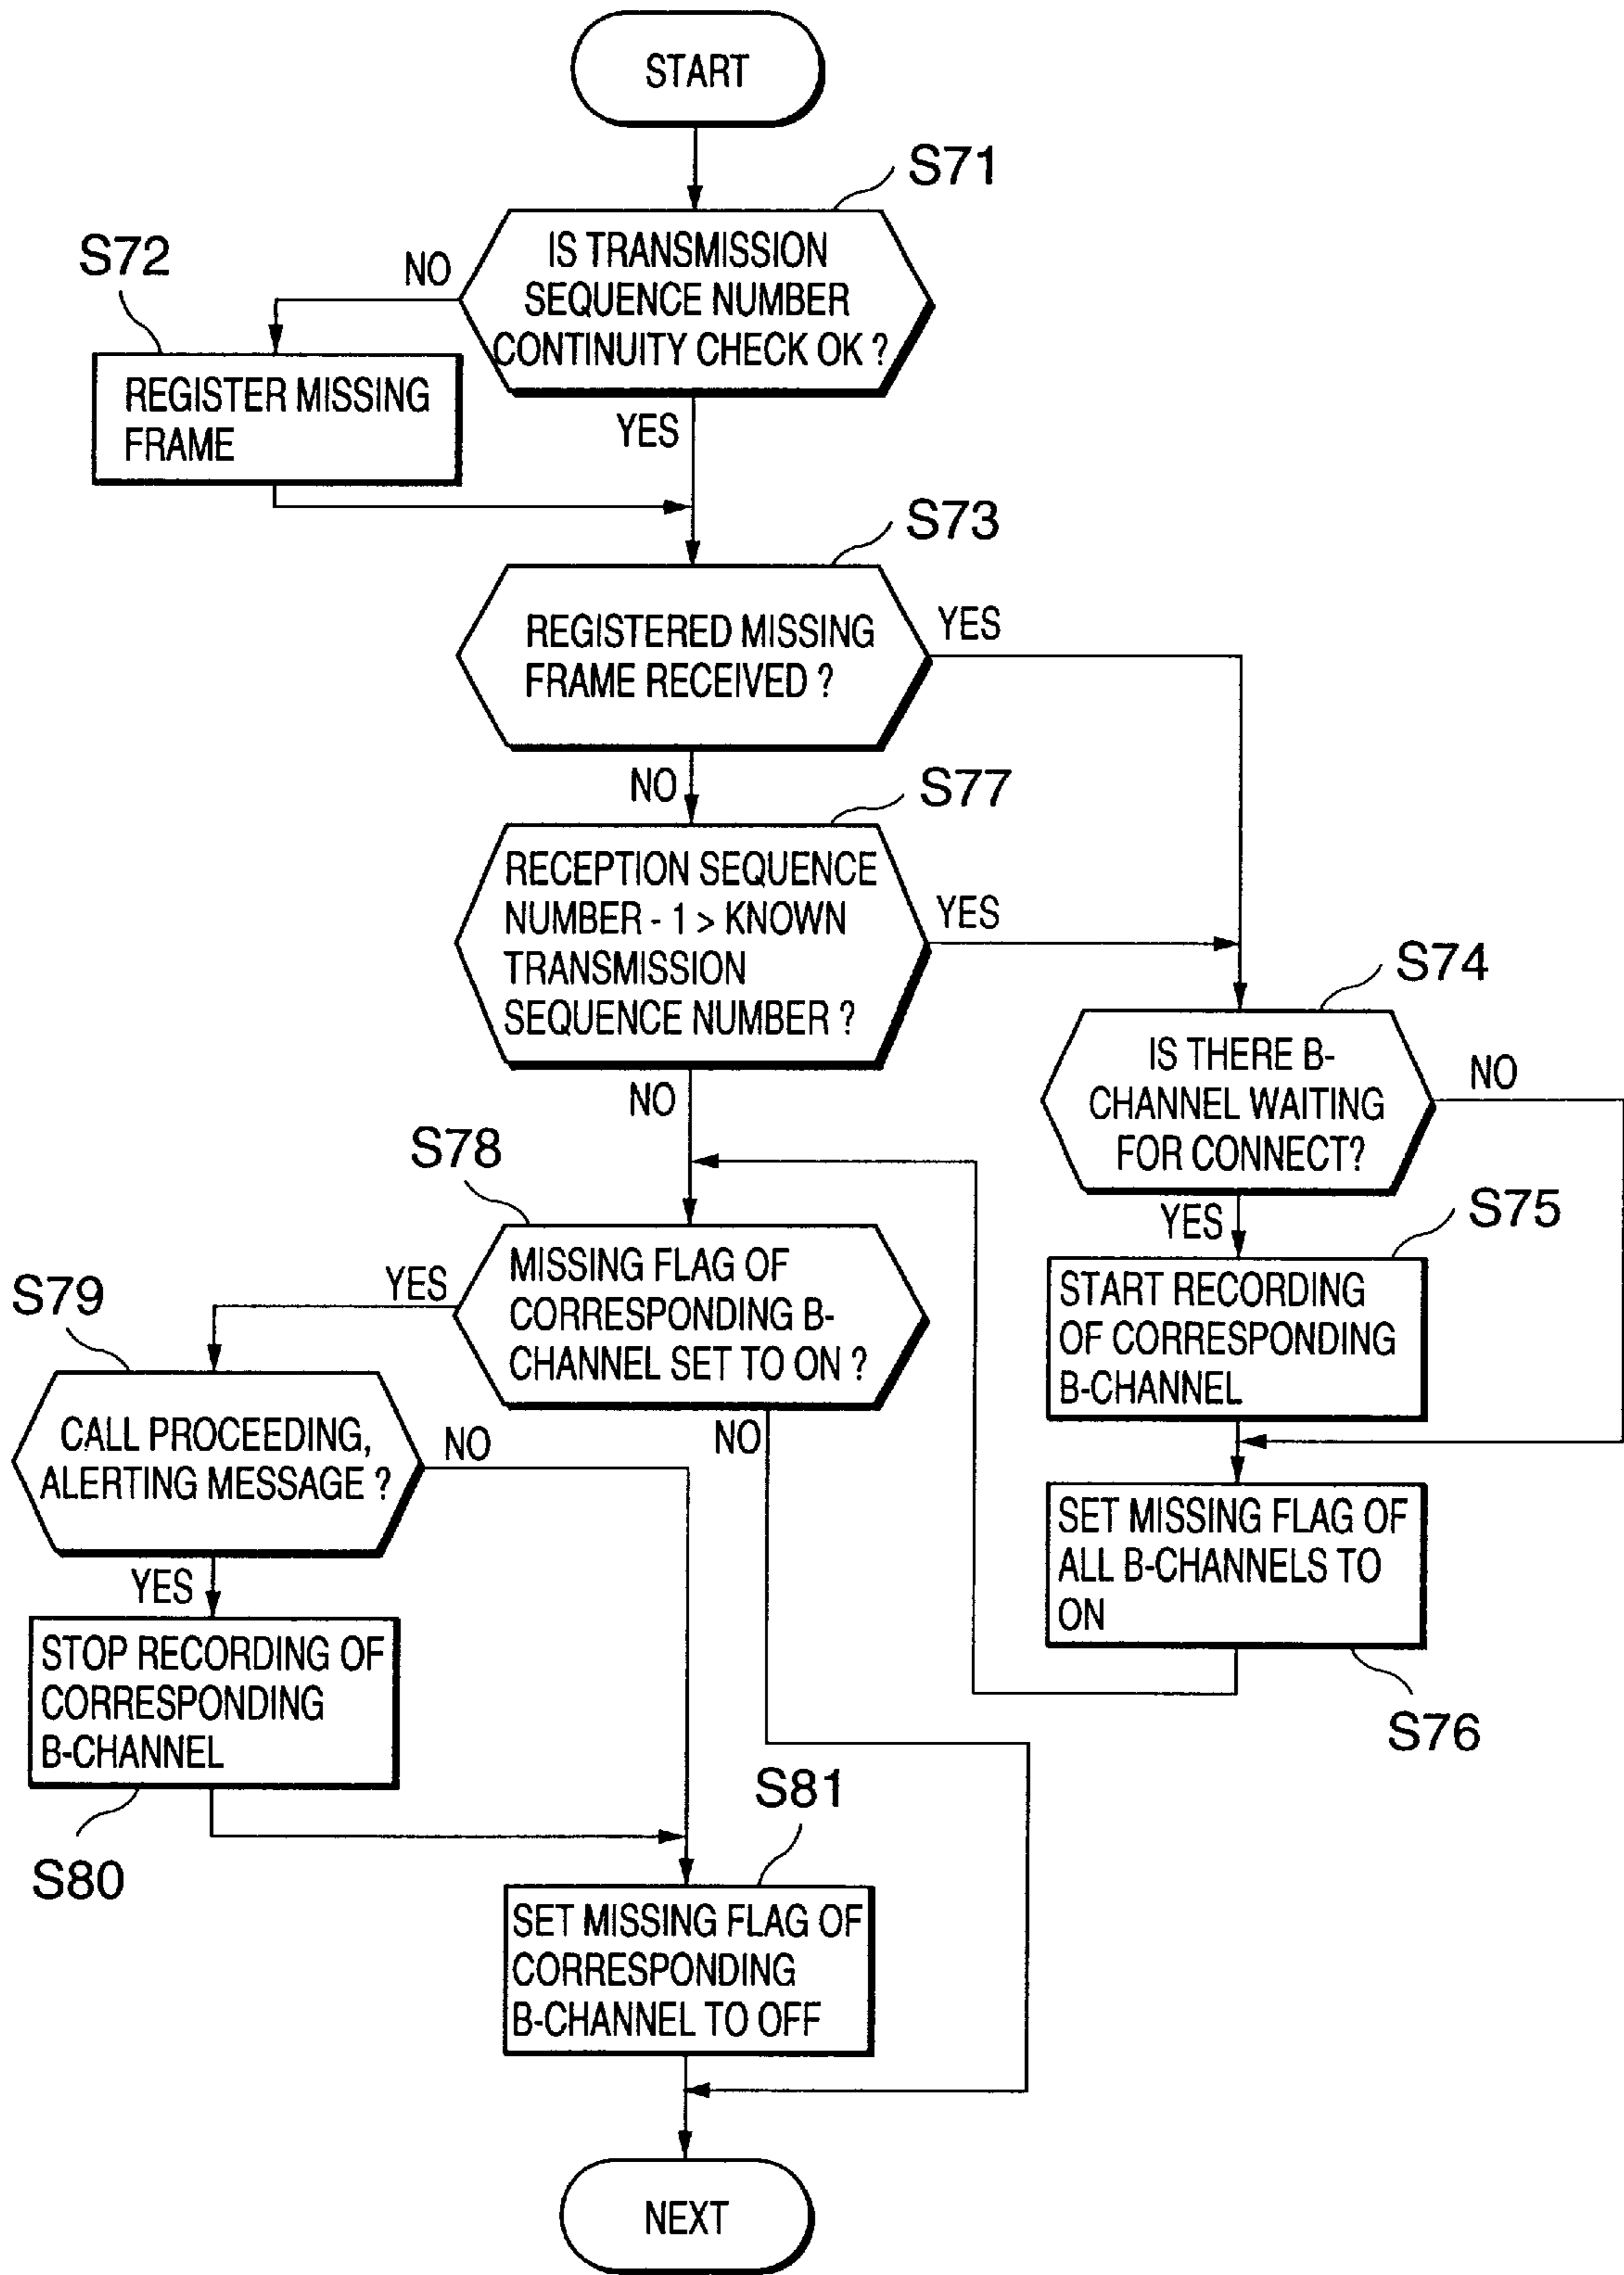 START
S71
IS TRANSMISSION
SEQUENCE NUMBER
CONTINUITY CHECK OK ?
NO
S72
REGISTER MISSING
FRAME
YES
S73
REGISTERED MISSING
FRAME RECEIVED ?
YES
NO
S77
RECEPTION SEQUENCE
NUMBER - 1 > KNOWN
TRANSMISSION
SEQUENCE NUMBER ?
YES
NO
S74
IS THERE B-
CHANNEL WAITING
FOR CONNECT?
NO
YES
S75
START RECORDING
OF CORRESPONDING
B-CHANNEL
SET MISSING FLAG OF
ALL B-CHANNELS TO
ON
S76
S78
MISSING FLAG OF
CORRESPONDING B-
CHANNEL SET TO ON ?
YES
NO
S79
CALL PROCEEDING,
ALERTING MESSAGE ?
NO
YES
STOP RECORDING OF
CORRESPONDING
B-CHANNEL
S80
S81
SET MISSING FLAG OF
CORRESPONDING
B-CHANNEL TO OFF
NEXT